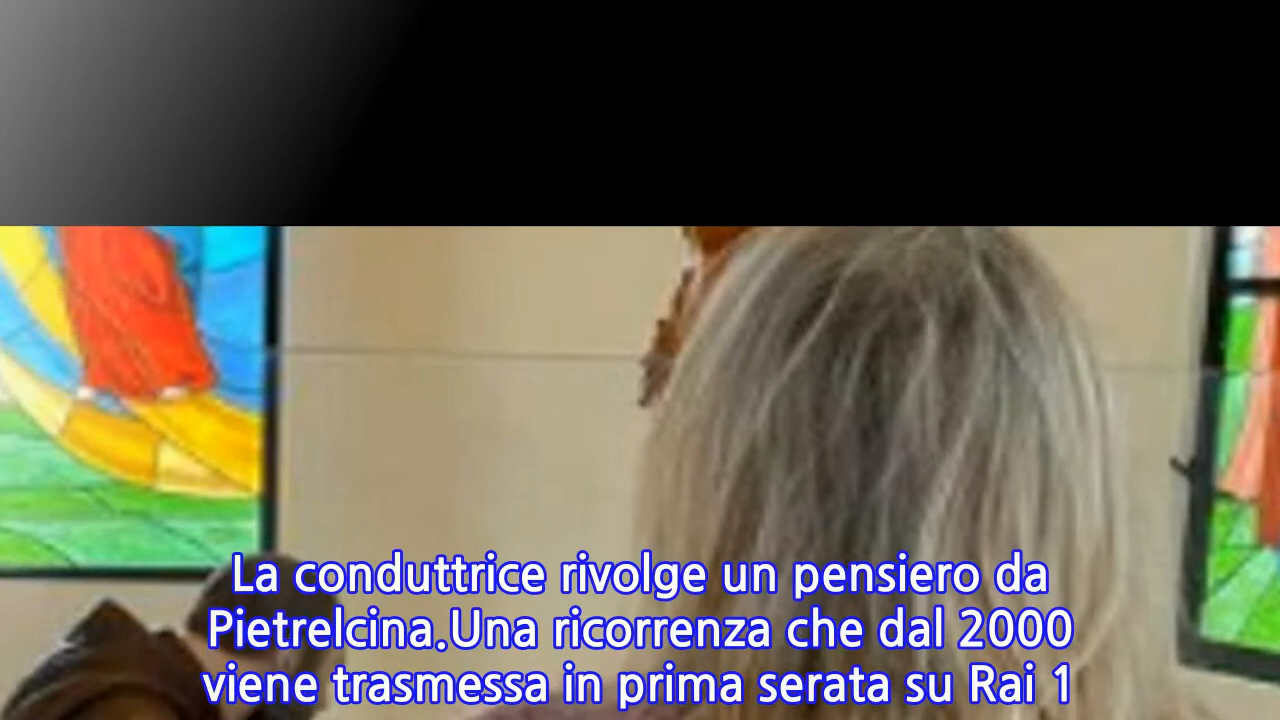 La conduttrice rivolge un pensiero da
Pietrelcina.Una ricorrenza che dal 2000
viene trasmessa in prima serata su Rai 1